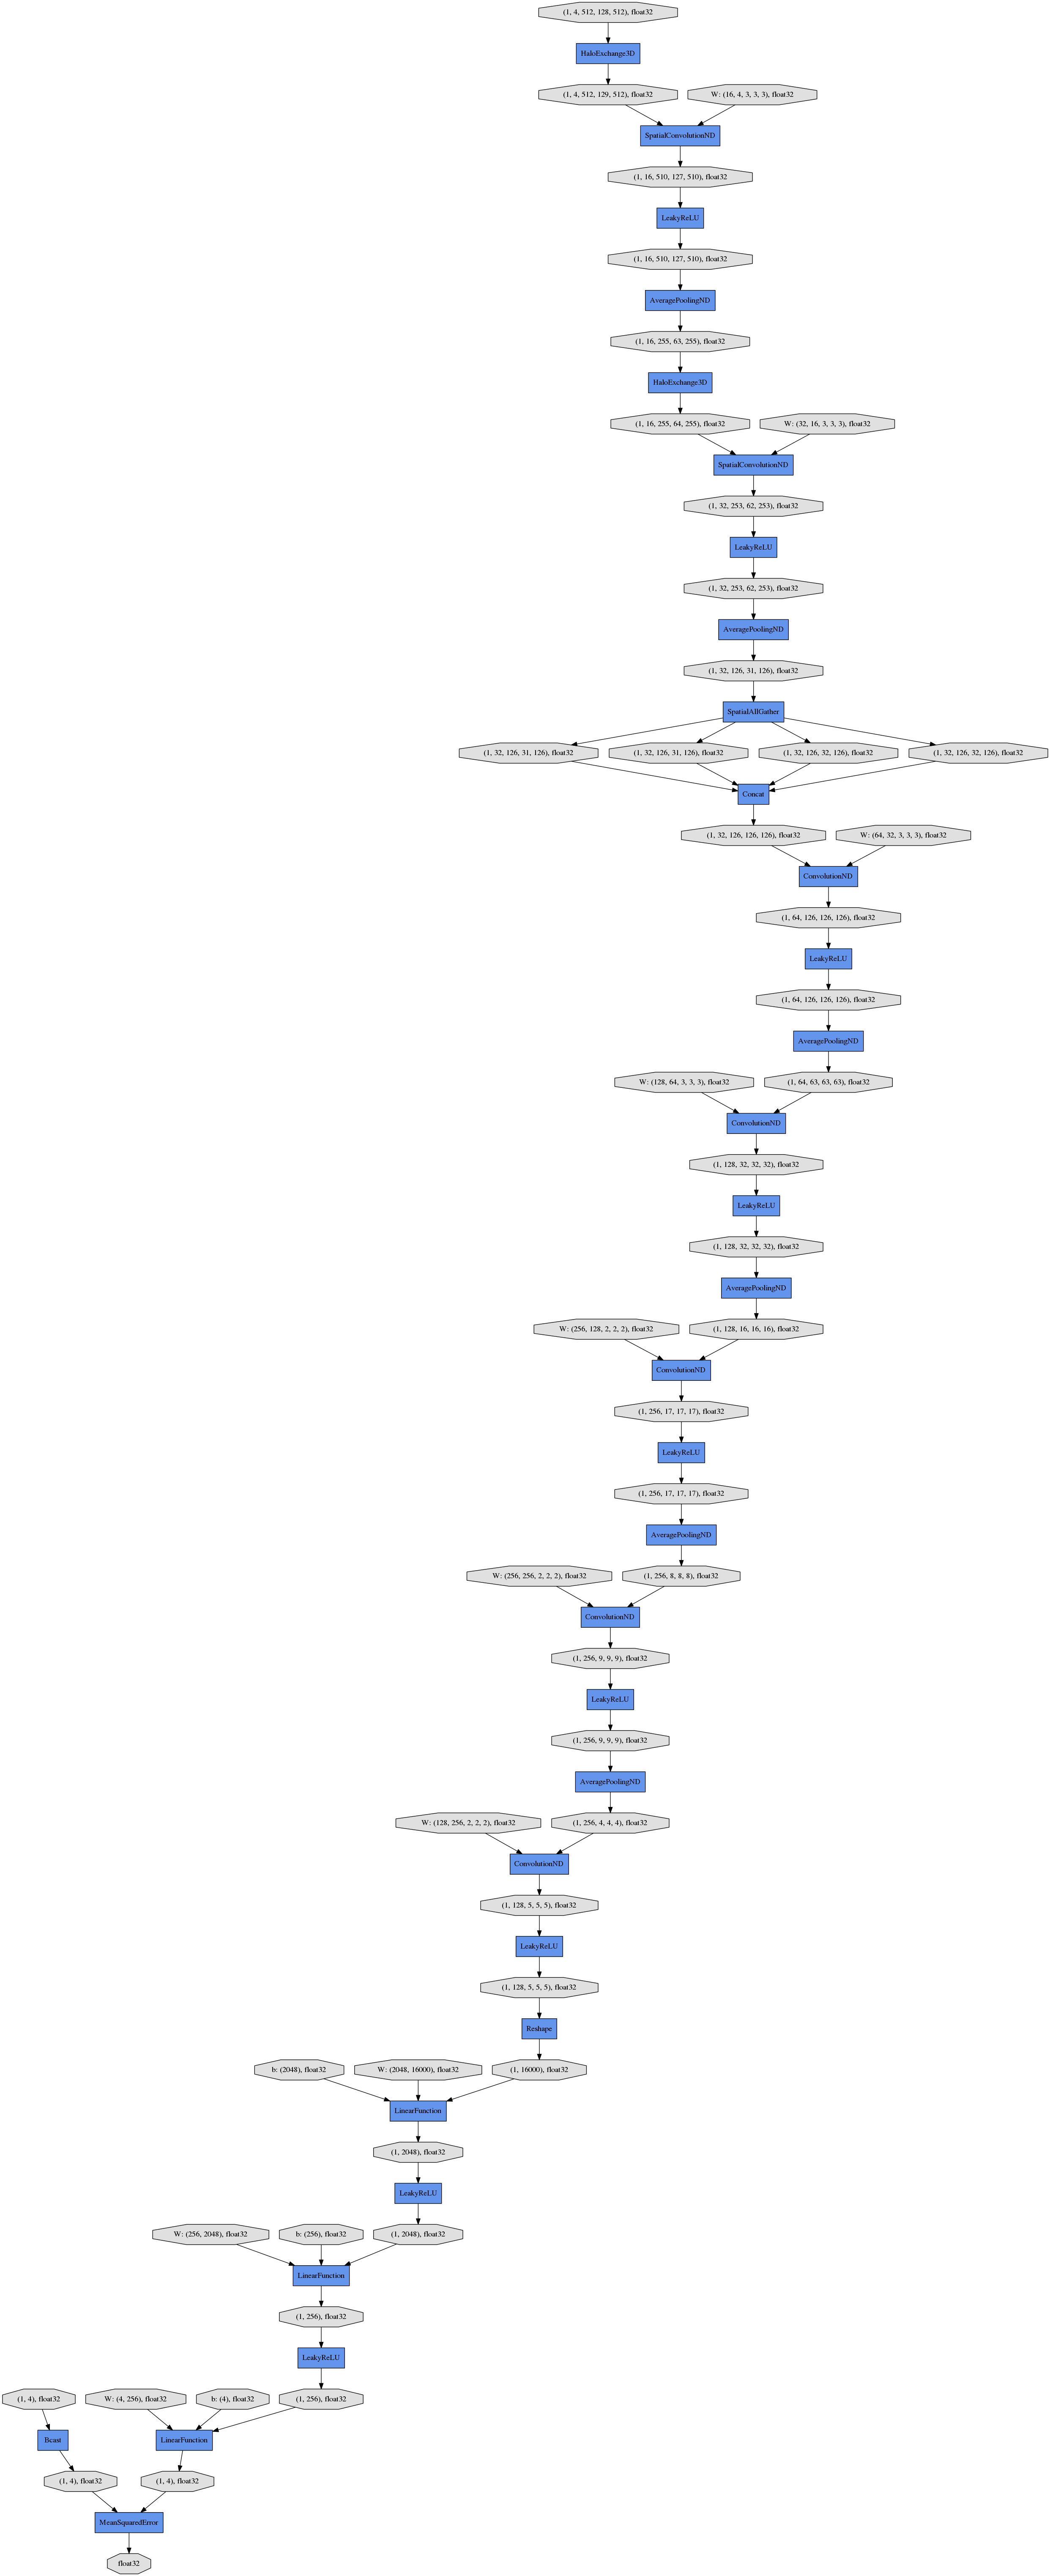 (1, 4, 512, 128, 512), float32
HaloExchange3D
(1, 4, 512, 129, 512), float32
W: (16, 4, 3, 3, 3), float32
SpatialConvolutionND
(1, 16, 510, 127, 510), float32
LeakyReLU
(1, 16, 510, 127, 510), float32
AveragePoolingND
(1, 16, 255, 63, 255), float32
HaloExchange3D
(1, 16, 255, 64, 255), float32
W: (32, 16, 3, 3, 3), float32
SpatialConvolutionND
(1, 32, 253, 62, 253), float32
LeakyReLU
(1, 32, 253, 62, 253), float32
AveragePoolingND
(1, 32, 126, 31, 126), float32
SpatialAllGather
(1, 32, 126, 31, 126), float32
(1, 32, 126, 31, 126), float32
(1, 32, 126, 32, 126), float32
(1, 32, 126, 32, 126), float32
Concat
(1, 32, 126, 126, 126), float32
W: (64, 32, 3, 3, 3), float32
ConvolutionND
(1, 64, 126, 126, 126), float32
LeakyReLU
(1, 64, 126, 126, 126), float32
AveragePoolingND
W: (128, 64, 3, 3, 3), float32
(1, 64, 63, 63, 63), float32
ConvolutionND
(1, 128, 32, 32, 32), float32
LeakyReLU
(1, 128, 32, 32, 32), float32
AveragePoolingND
W: (256, 128, 2, 2, 2), float32
(1, 128, 16, 16, 16), float32
ConvolutionND
(1, 256, 17, 17, 17), float32
LeakyReLU
(1, 256, 17, 17, 17), float32
AveragePoolingND
W: (256, 256, 2, 2, 2), float32
(1, 256, 8, 8, 8), float32
ConvolutionND
(1, 256, 9, 9, 9), float32
LeakyReLU
(1, 256, 9, 9, 9), float32
AveragePoolingND
W: (128, 256, 2, 2, 2), float32
(1, 256, 4, 4, 4), float32
ConvolutionND
(1, 128, 5, 5, 5), float32
LeakyReLU
(1, 128, 5, 5, 5), float32
Reshape
b: (2048), float32
W: (2048, 16000), float32
(1, 16000), float32
LinearFunction
(1, 2048), float32
LeakyReLU
W: (256, 2048), float32
b: (256), float32
(1, 2048), float32
LinearFunction
(1, 256), float32
LeakyReLU
(1, 4), float32
W: (4, 256), float32
b: (4), float32
(1, 256), float32
Bcast
LinearFunction
(1, 4), float32
(1, 4), float32
MeanSquaredError
float32